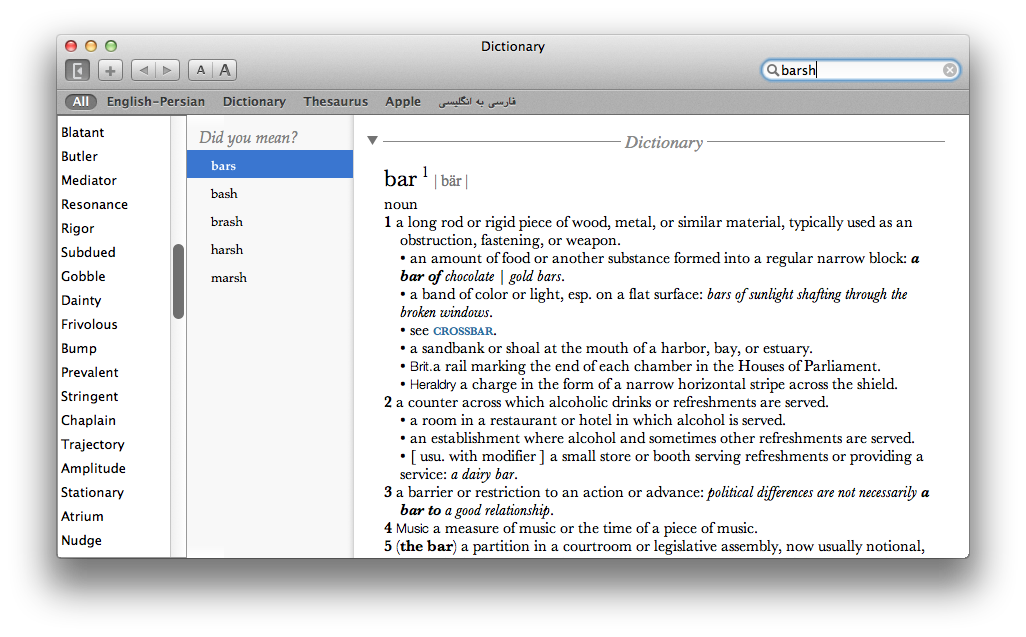 Dictionary
A A
barsh
All English-Persian Dictionary Thesaurus Apple فارسی به انگلیسی
Blatant
Butler
Mediator
Resonance
Rigor
Subdued
Gobble
Dainty
Frivolous
Bump
Prevalent
Stringent
Chaplain
Trajectory
Amplitude
Stationary
Atrium
Nudge
Did you mean?
bars
bash
brash
harsh
marsh
Dictionary
bar 1 | bär |
noun
1 a long rod or rigid piece of wood, metal, or similar material, typically used as an
obstruction, fastening, or weapon.
• an amount of food or another substance formed into a regular narrow block: a
bar of chocolate | gold bars.
• a band of color or light, esp. on a flat surface: bars of sunlight shafting through the
broken windows.
• see CROSSBAR.
• a sandbank or shoal at the mouth of a harbor, bay, or estuary.
• Brit.a rail marking the end of each chamber in the Houses of Parliament.
• Heraldry a charge in the form of a narrow horizontal stripe across the shield.
2 a counter across which alcoholic drinks or refreshments are served.
• a room in a restaurant or hotel in which alcohol is served.
• an establishment where alcohol and sometimes other refreshments are served.
• [ usu. with modifier ] a small store or booth serving refreshments or providing a
service: a dairy bar.
3 a barrier or restriction to an action or advance: political differences are not necessarily a
bar to a good relationship.
4 Music a measure of music or the time of a piece of music.
5 (the bar) a partition in a courtroom or legislative assembly, now usually notional,